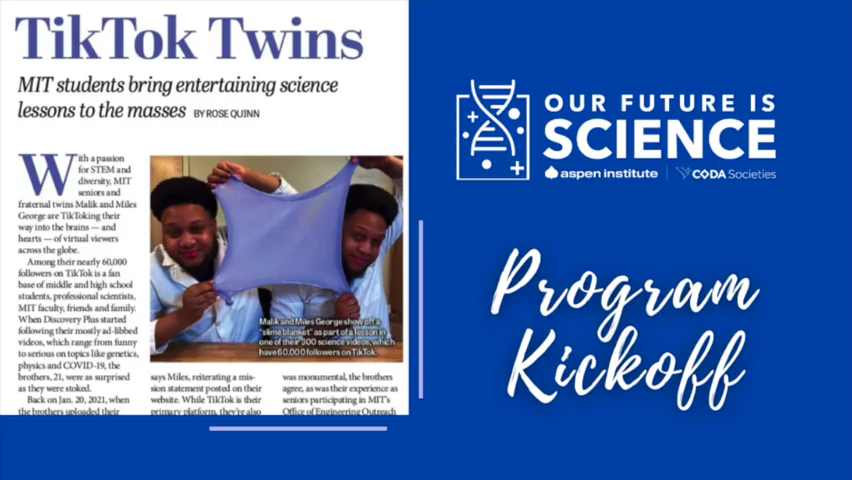 TikTok Twins
MIT students bring entertaining science
lessons to the masses BY ROSE QUINN
With a passion
for STEM and
diversity, MIT
seniors and
fraternal twins Malik and Miles
George are TikToking their
way into the brains — and
hearts — of virtual viewers
across the globe.
Among their nearly 60,000
followers on TikTok is a fan
base of middle and high school
students, professional scientists,
MIT faculty, friends and family.
When Discovery Plus started
following their mostly ad-libbed
videos, which range from funny
to serious on topics like genetics,
physics and COVID-19, the
brothers, 21, were as surprised
as they were stoked.
Back on Jan. 20, 2021, when
the brothers uploaded their
Malik and Miles George show off a
"slime blanket" as part of a lesson in
one of their 300 science videos, which
have 60,000 followers on TikTok.
says Miles, reiterating a mis-
sion statement posted on their
website. While TikTok is their
primary platform, they're also
was monumental, the brothers
agree, as was their experience as
seniors participating in MIT's
Office of Engineering Outreach
OUR FUTURE IS
SCIENCE
aspen institute CODA Societies
Program
Kickoff